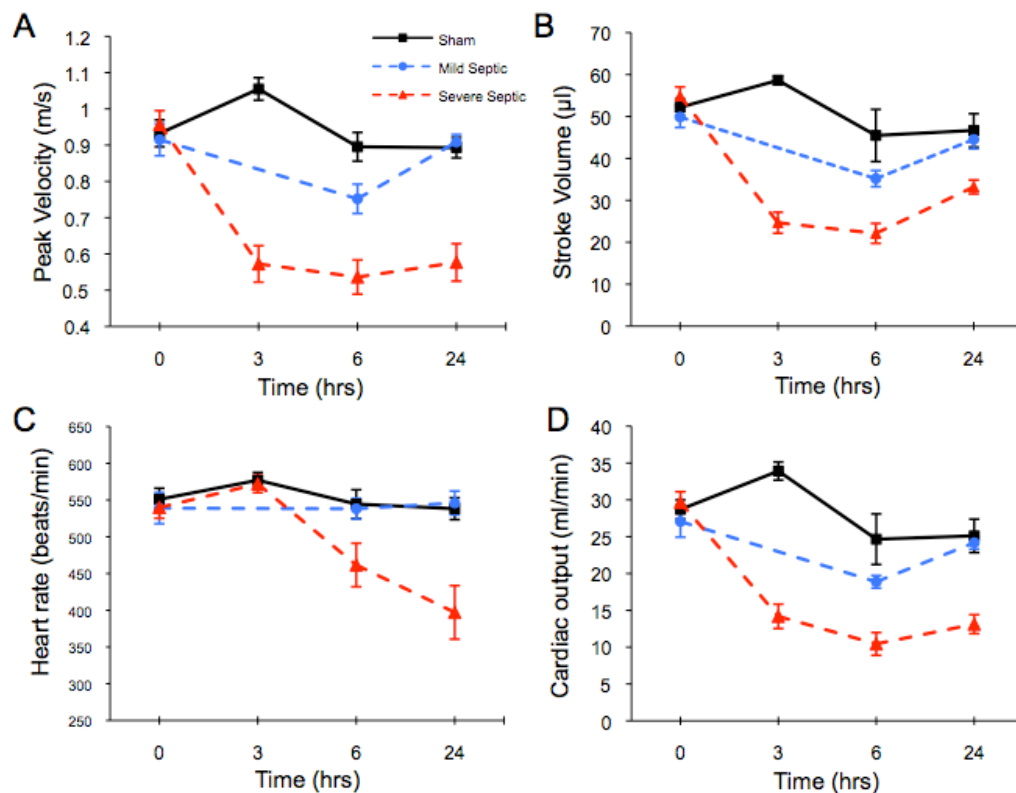 A
Peak Velocity (m/s)
1.2
1.1
1
0.9
0.8
0.7
0.6
0.5
0.4
0 3 6 24
Time (hrs)
Sham
Mild Septic
Severe Septic
B
Stroke Volume (µl)
70
60
50
40
30
20
10
0
0 3 6 24
Time (hrs)
C
Heart rate (beats/min)
650
600
550
500
450
400
350
300
250
0 3 6 24
Time (hrs)
D
Cardiac output (ml/min)
40
35
30
25
20
15
10
5
0
0 3 6 24
Time (hrs)